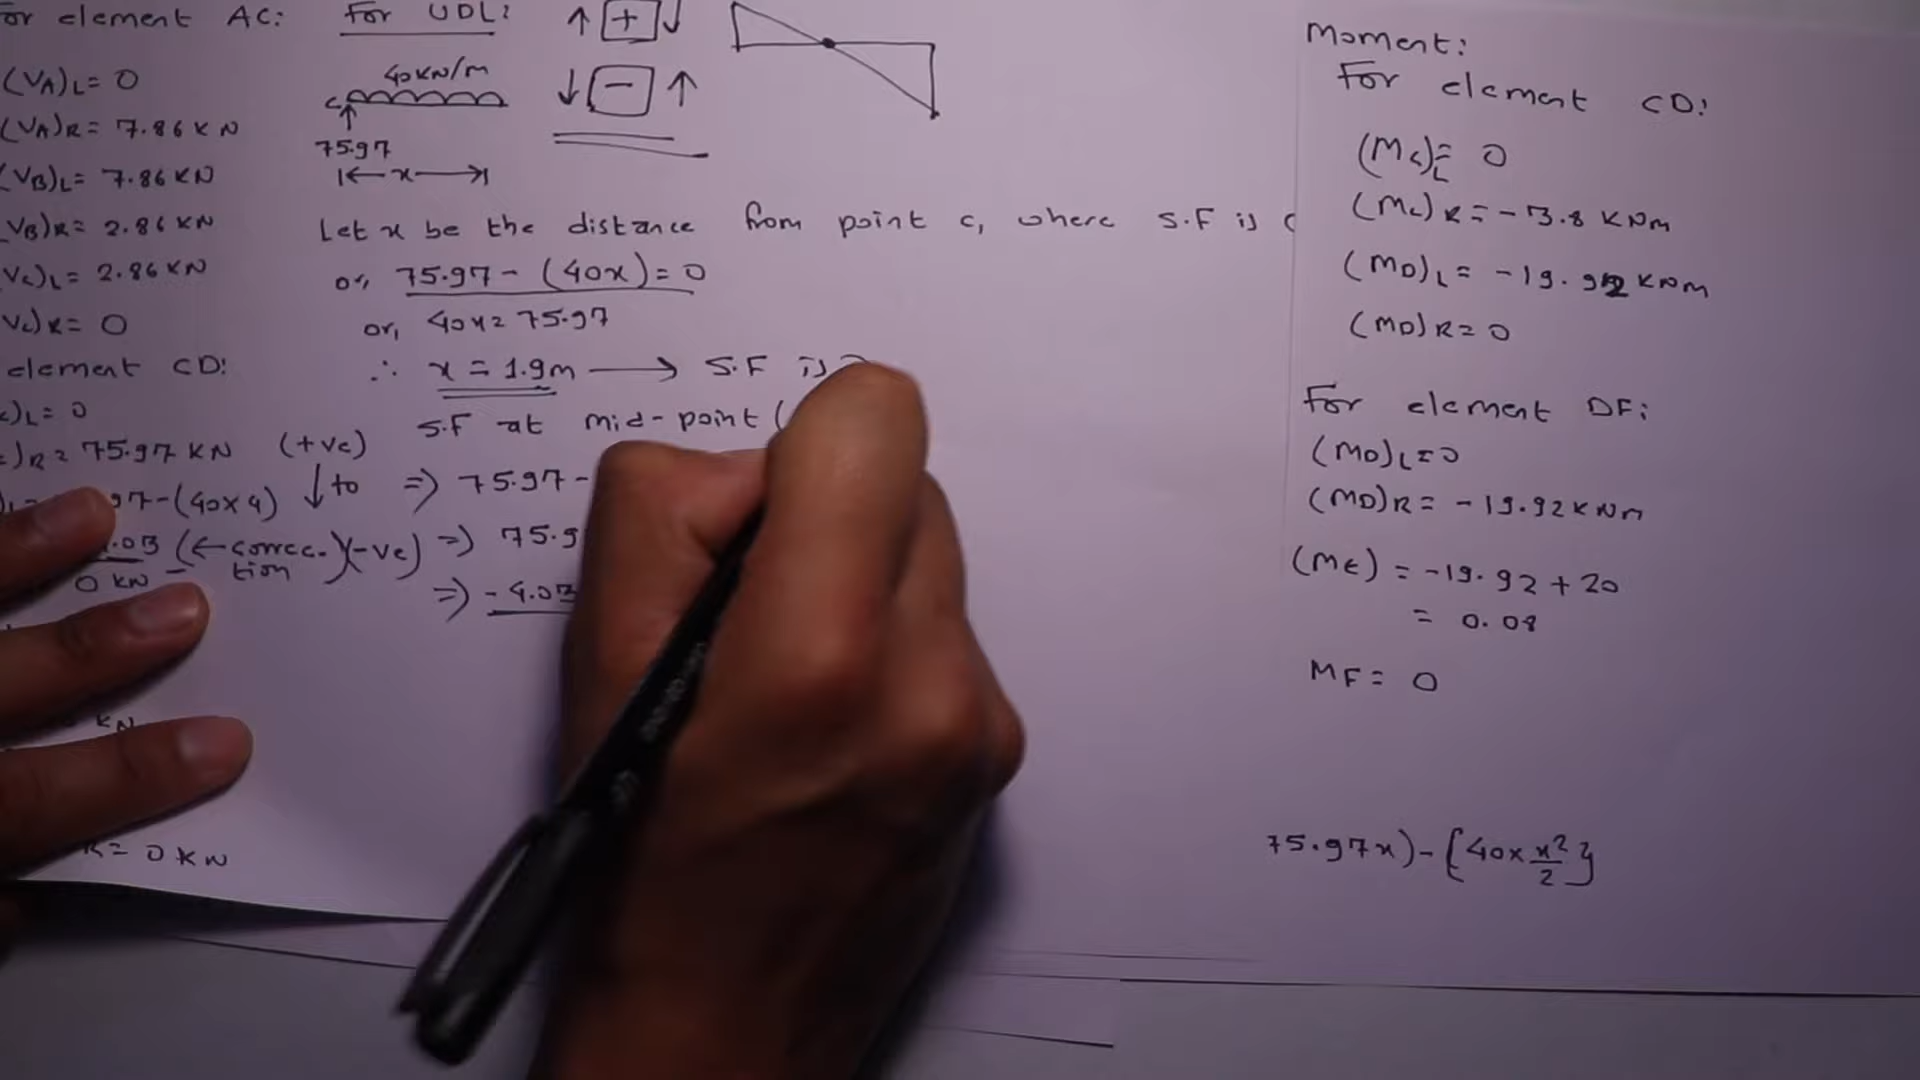 or element AC:
(VA)L= 0
(VA)R= 7.86 KN
(VB)L= 7.86 KN
VB)R= 2.86 KN
Vc)L= 2.86 KN
Vc)R= 0
element CD:
c)L= 0
)R= 75.97 KN (+ve)
97-(40x4) ↓to
.03 (←correc-)(-ve)
tion
0 KN
KN
R= 0 KN
For UDL:
40KN/m
C
75.97
|← x →|
↑ + ↓
↓ - ↑
Let x be the distance from point c, where S.F is
or, 75.97 - (40x) = 0
or, 40x = 75.97
∴ x = 1.9m → S.F is
S.F at mid-point (
=) 75.97 -
=) 75.9
=) - 4.03
Moment:
For element CD:
(Mc)L= 0
(Mc)R = -3.8 KNm
(MD)L = -19.92 KNm
(MD)R= 0
For element DF:
(MD)L=0
(MD)R= -19.92 KNm
(ME) = -19.92 + 20
= 0.08
MF = 0
75.97x) - {40x x²/2}